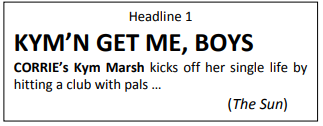 Headline 1
KYM’N GET ME, BOYS
CORRIE’s Kym Marsh kicks off her single life by
hitting a club with pals …
(The Sun)